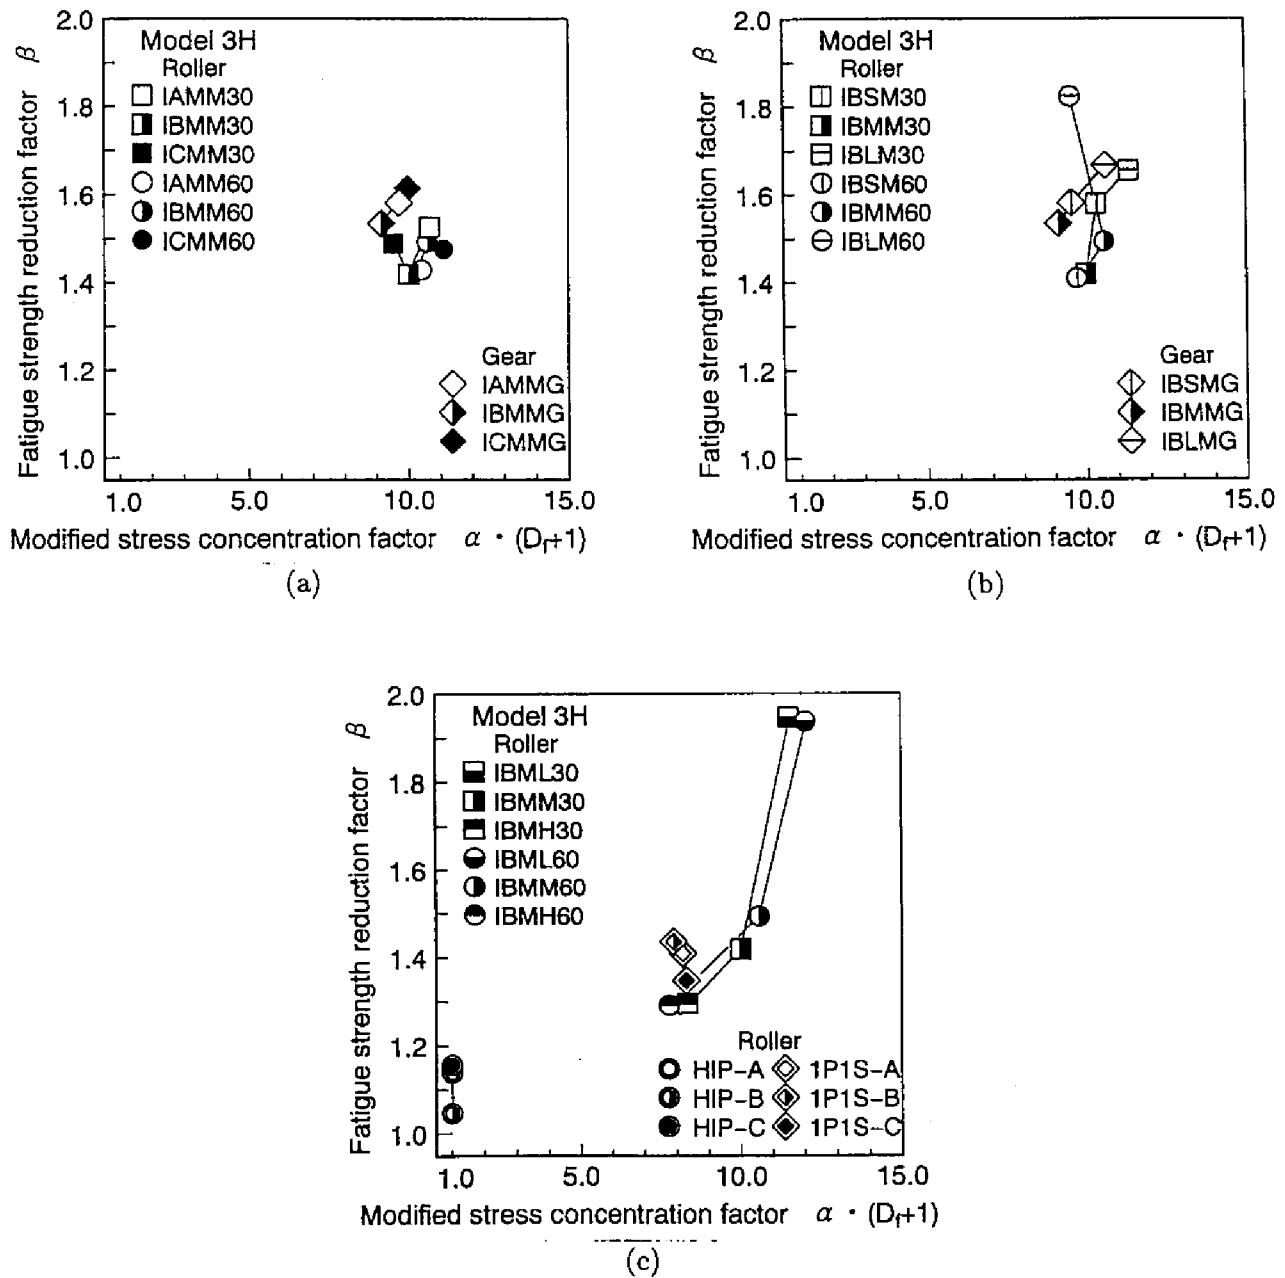 2.0
1.8
1.6
1.4
1.2
1.0
Fatigue strength reduction factor β
Model 3H
Roller
IAMM30
IBMM30
ICMM30
IAMM60
IBMM60
ICMM60
Gear
IAMMG
IBMMG
ICMMG
1.0 5.0 10.0 15.0
Modified stress concentration factor α · (Df+1)
(a)
2.0
1.8
1.6
1.4
1.2
1.0
Fatigue strength reduction factor β
Model 3H
Roller
IBSM30
IBMM30
IBLM30
IBSM60
IBMM60
IBLM60
Gear
IBSMG
IBMMG
IBLMG
1.0 5.0 10.0 15.0
Modified stress concentration factor α · (Df+1)
(b)
2.0
1.8
1.6
1.4
1.2
1.0
Fatigue strength reduction factor β
Model 3H
Roller
IBML30
IBMM30
IBMH30
IBML60
IBMM60
IBMH60
Roller
HIP-A 1P1S-A
HIP-B 1P1S-B
HIP-C 1P1S-C
1.0 5.0 10.0 15.0
Modified stress concentration factor α · (Df+1)
(c)